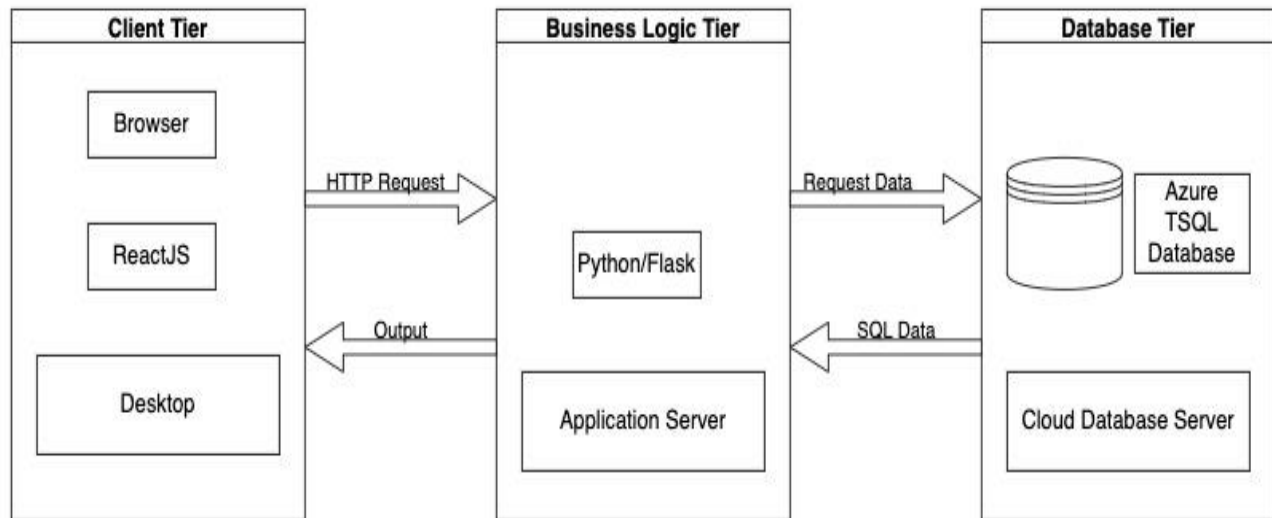 Client Tier
Browser
ReactJS
Desktop
HTTP Request
Output
Business Logic Tier
Python/Flask
Application Server
Request Data
SQL Data
Database Tier
Azure
TSQL
Database
Cloud Database Server